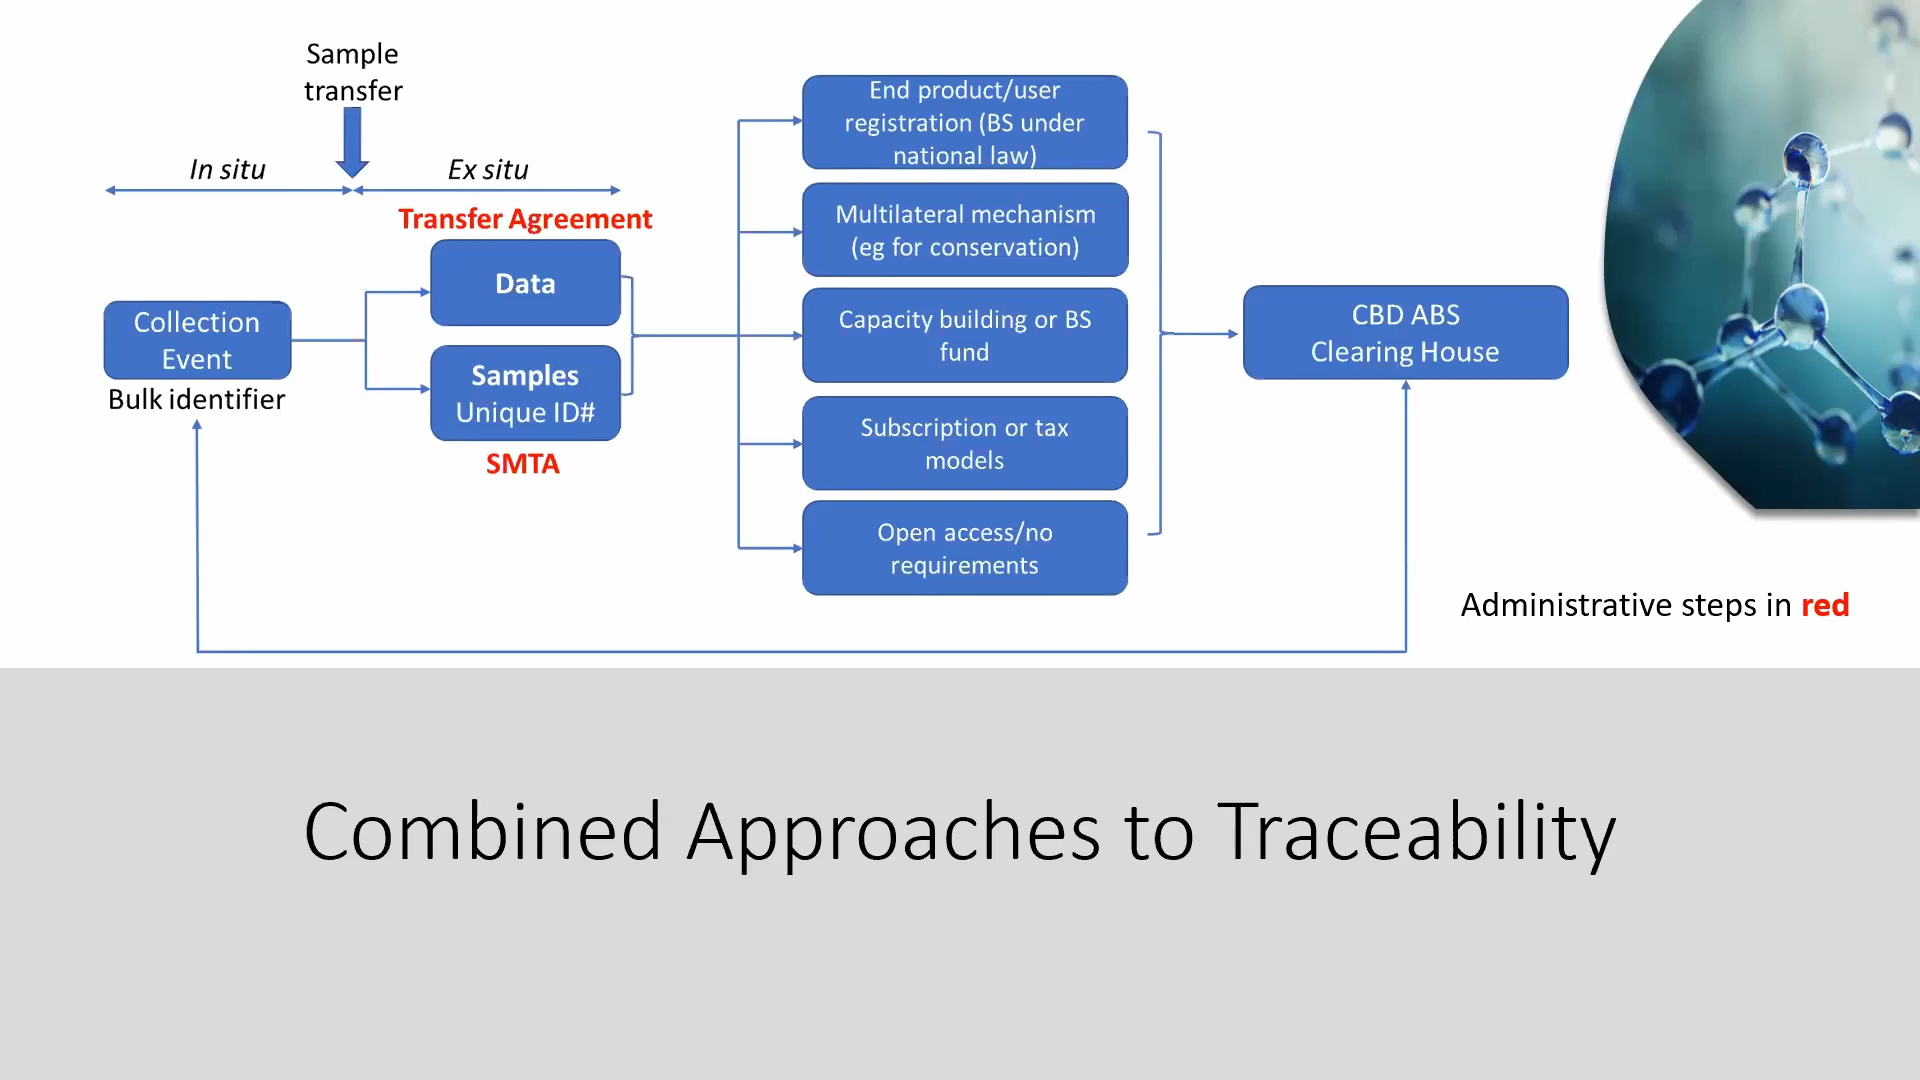 Sample
transfer
In situ
Ex situ
Transfer Agreement
Data
Collection
Event
Bulk identifier
Samples
Unique ID#
SMTA
End product/user
registration (BS under
national law)
Multilateral mechanism
(eg for conservation)
Capacity building or BS
fund
Subscription or tax
models
Open access/no
requirements
CBD ABS
Clearing House
Administrative steps in red
Combined Approaches to Traceability